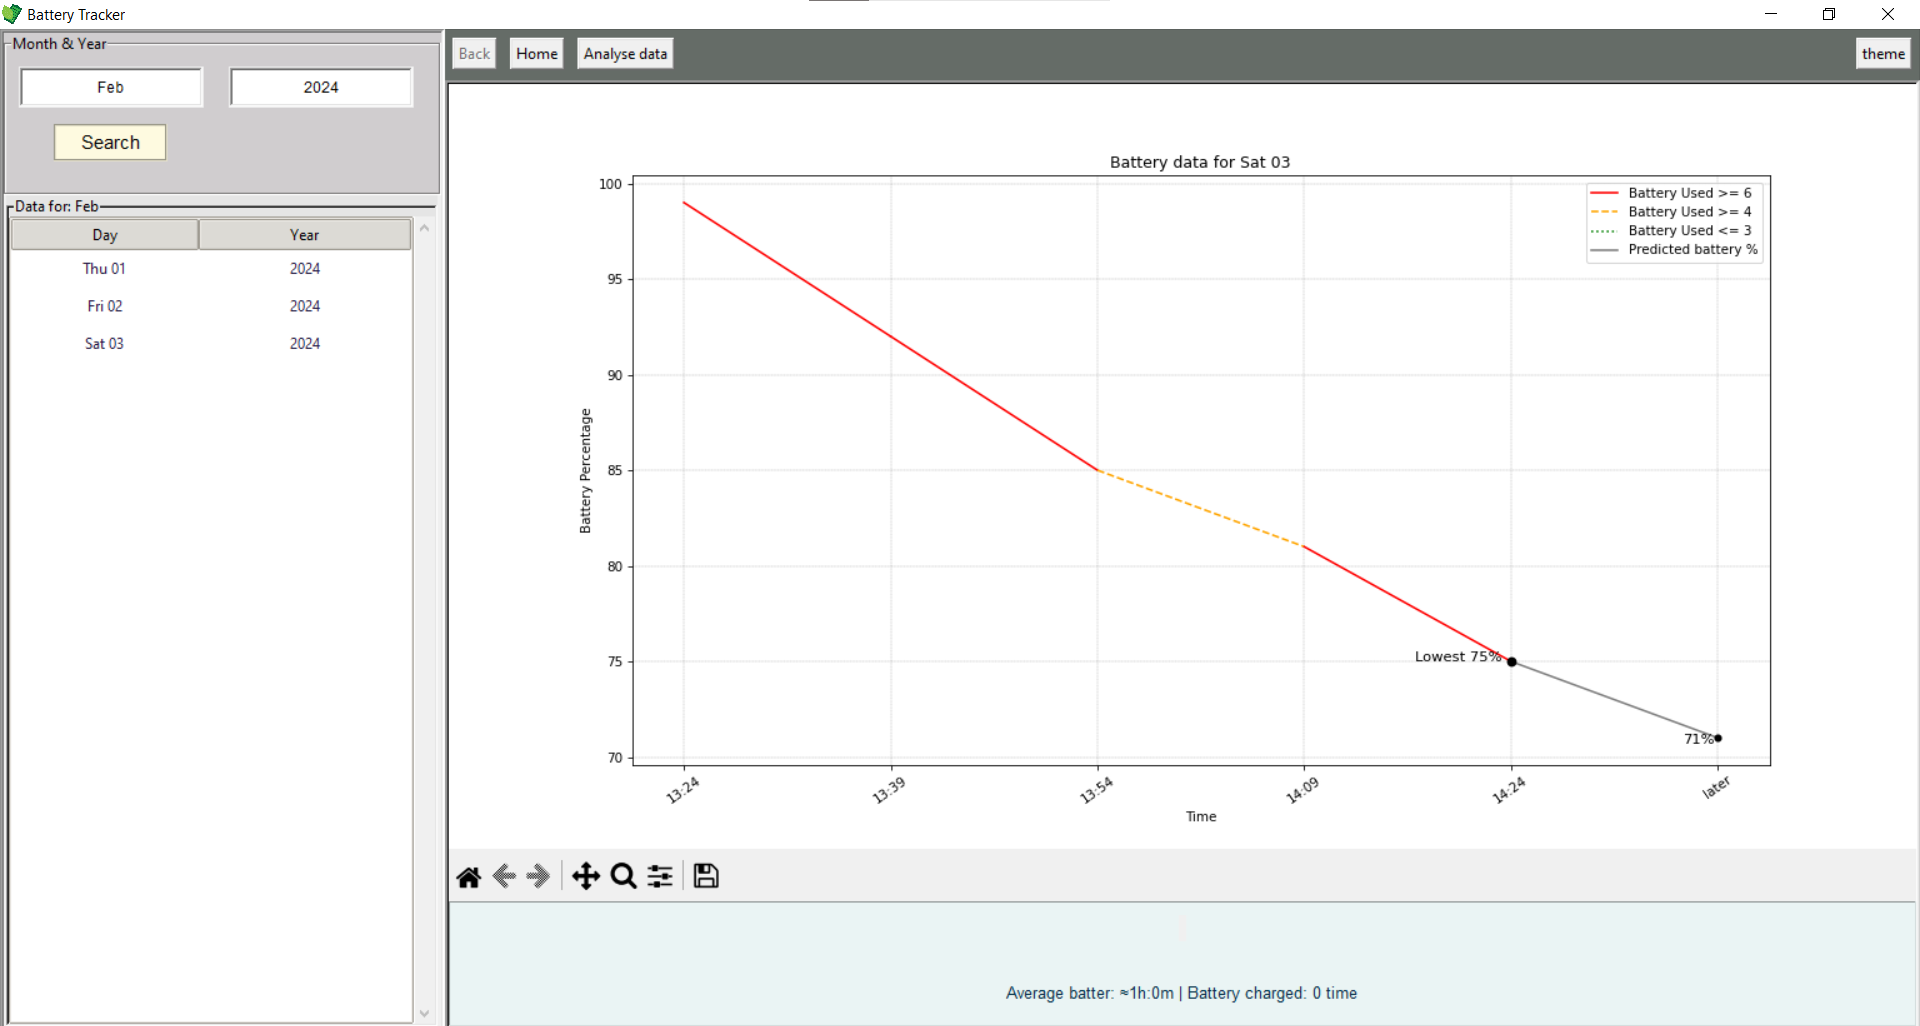 Battery Tracker
Month & Year
Feb 2024
Search
Data for: Feb
Day Year
Thu 01 2024
Fri 02 2024
Sat 03 2024
Back Home Analyse data theme
Battery data for Sat 03
Battery Used >= 6
Battery Used >= 4
Battery Used <= 3
Predicted battery %
Battery Percentage
100
95
90
85
80
75
70
Lowest 75%
71%
13:24 13:39 13:54 14:09 14:24 later
Time
Average batter: ≈1h:0m | Battery charged: 0 time